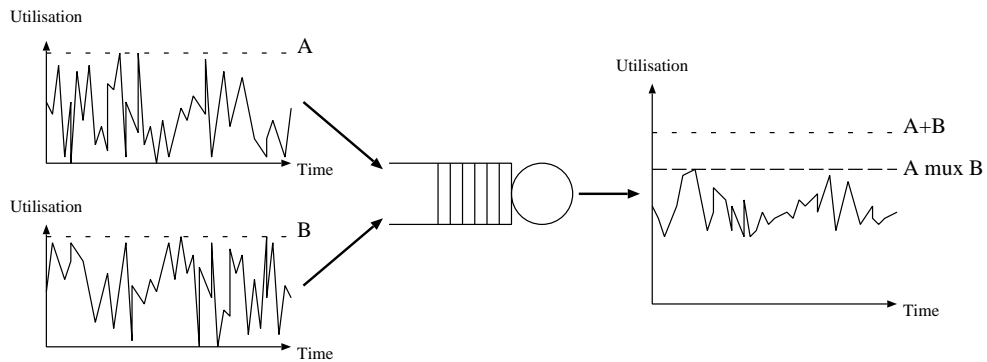 Utilisation
A
Time
Utilisation
B
Time
Utilisation
A+B
A mux B
Time